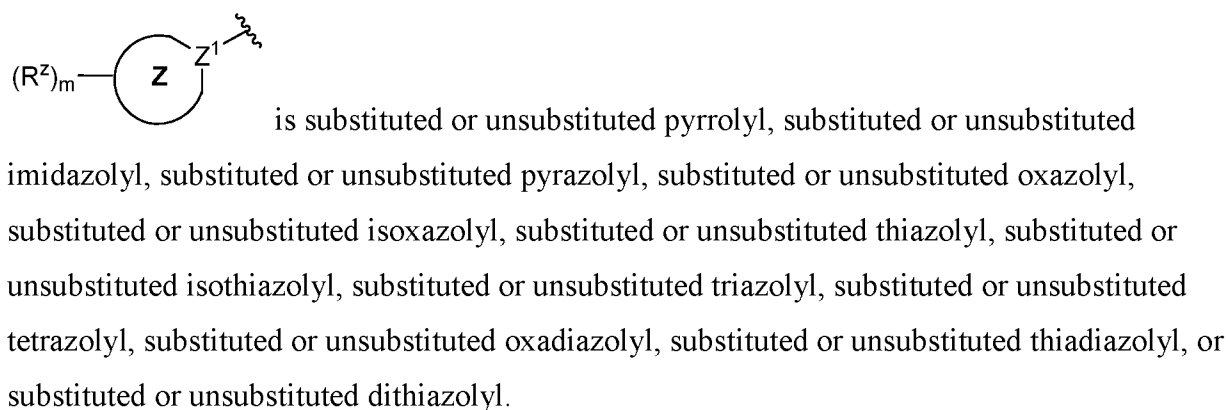 (Rᶻ)ₘ Z Z¹
is substituted or unsubstituted pyrrolyl, substituted or unsubstituted
imidazolyl, substituted or unsubstituted pyrazolyl, substituted or unsubstituted oxazolyl,
substituted or unsubstituted isoxazolyl, substituted or unsubstituted thiazolyl, substituted or
unsubstituted isothiazolyl, substituted or unsubstituted triazolyl, substituted or unsubstituted
tetrazolyl, substituted or unsubstituted oxadiazolyl, substituted or unsubstituted thiadiazolyl, or
substituted or unsubstituted dithiazolyl.